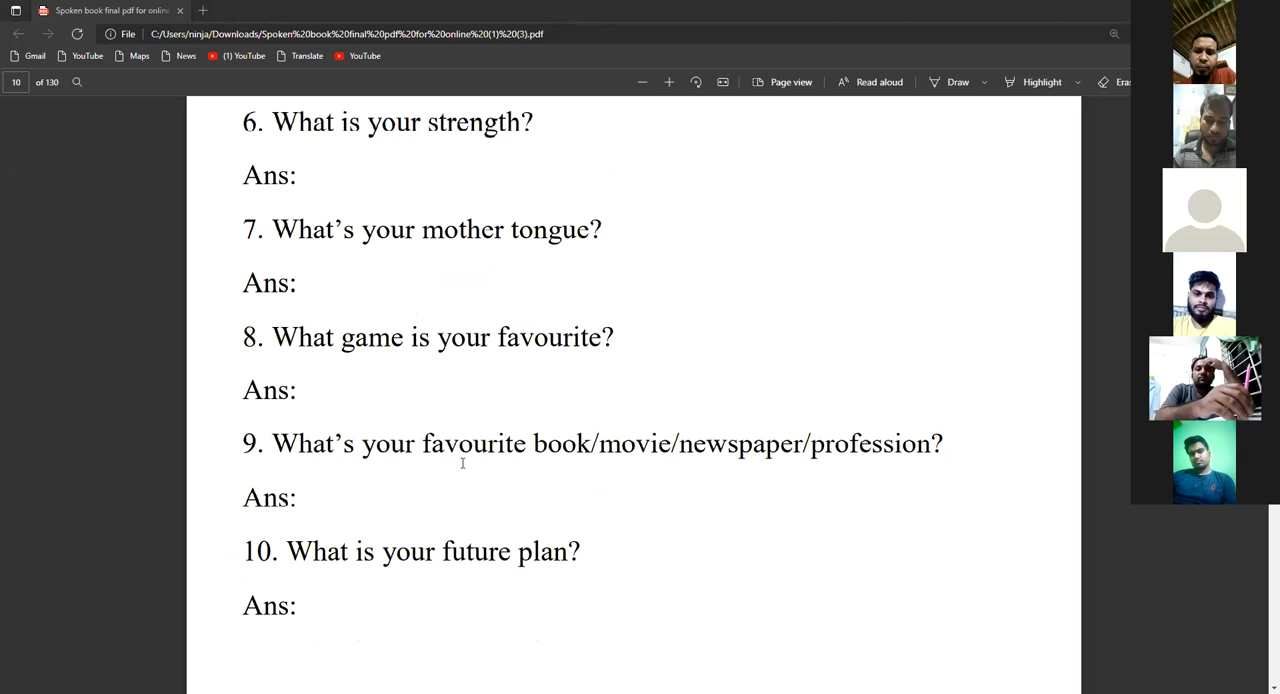 Spoken book final pdf for online
File
C:/Users/ninja/Downloads/Spoken%20book%20final%20pdf%20for%20online%20(1)%20(3).pdf
Gmail
YouTube
Maps
News
(1) YouTube
Translate
YouTube
10 of 130
Page view
Read aloud
Draw
Highlight
Eras
6. What is your strength?
Ans:
7. What’s your mother tongue?
Ans:
8. What game is your favourite?
Ans:
9. What’s your favourite book/movie/newspaper/profession?
Ans:
10. What is your future plan?
Ans: